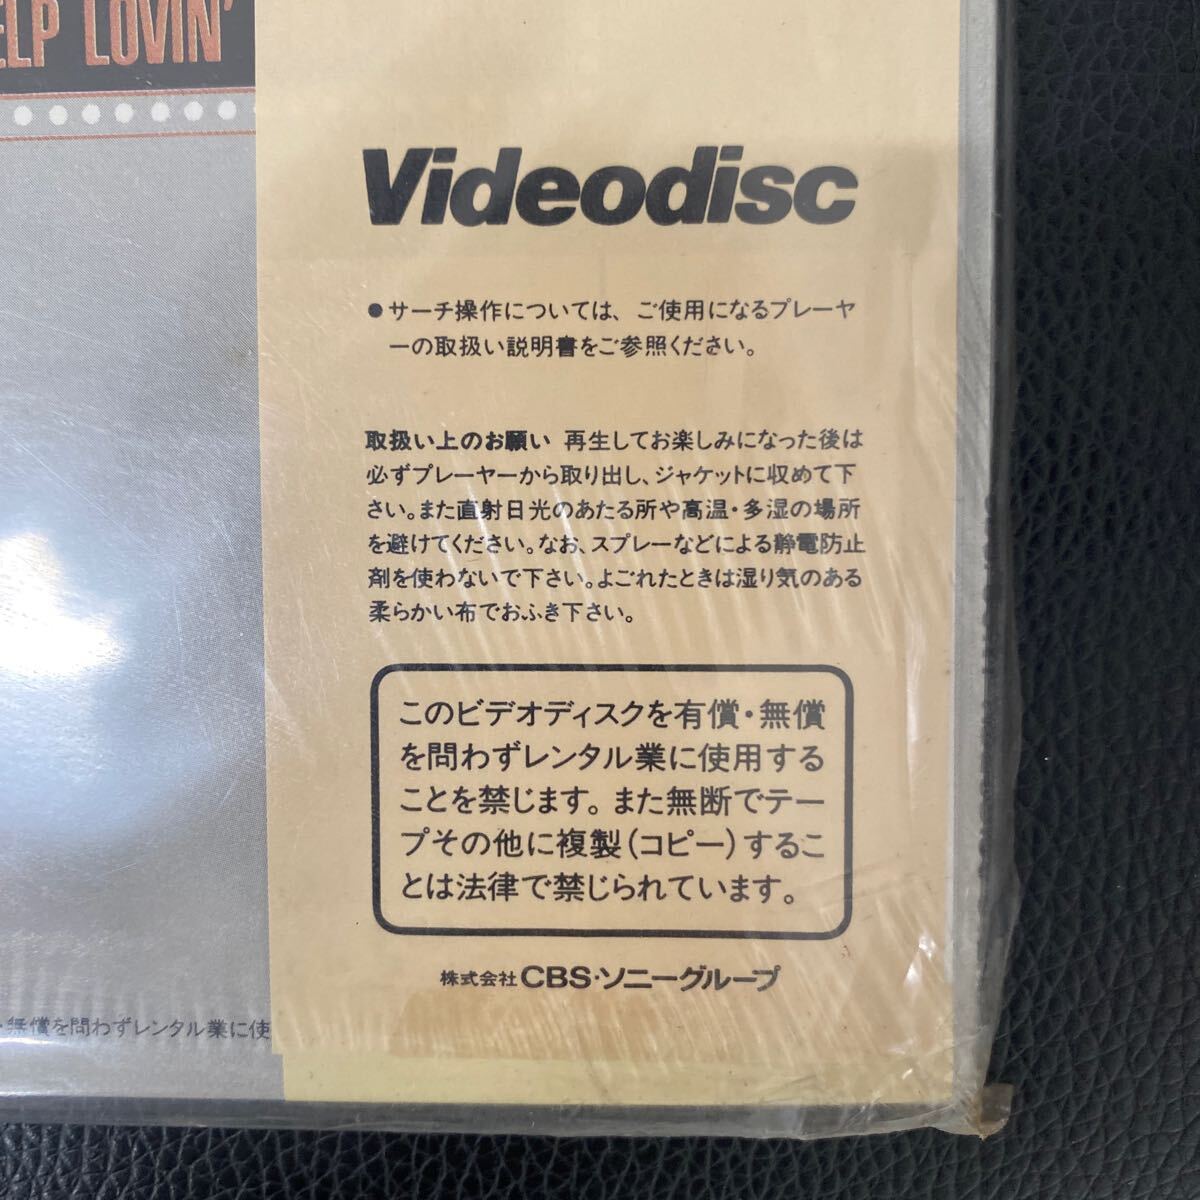 ELP LOVIN'
Videodisc
●サーチ操作については、ご使用になるプレーヤ
ーの取扱い説明書をご参照ください。
取扱い上のお願い 再生してお楽しみになった後は
必ずプレーヤーから取り出し、ジャケットに収めて下
さい。また直射日光のあたる所や高温・多湿の場所
を避けてください。なお、スプレーなどによる静電防止
剤を使わないで下さい。よごれたときは湿り気のある
柔らかい布でおふき下さい。
このビデオディスクを有償・無償
を問わずレンタル業に使用する
ことを禁じます。また無断でテー
プその他に複製(コピー)するこ
とは法律で禁じられています。
株式会社 CBS・ソニーグループ
・無償を問わずレンタル業に使